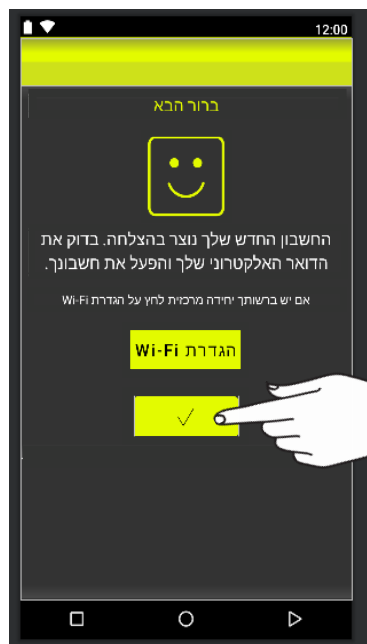 12:00
ברור הבא
החשבון החדש שלך נוצר בהצלחה. בדוק את
הדואר האלקטרוני שלך והפעל את חשבונך.
אם יש ברשותך יחידה מרכזית לחץ על הגדרת Wi-Fi
הגדרת Wi-Fi